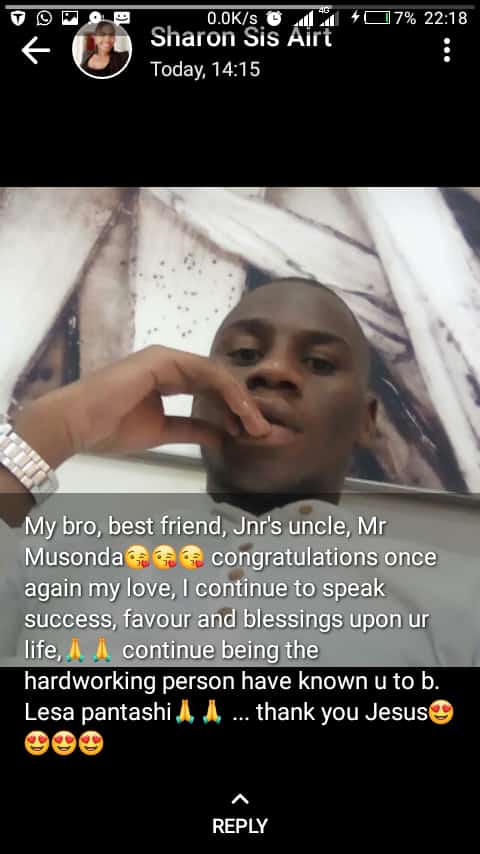 0.0K/s 4G 7% 22:18
Sharon Sis Airt
Today, 14:15
My bro, best friend, Jnr's uncle, Mr
Musonda😘😘😘 congratulations once
again my love, I continue to speak
success, favour and blessings upon ur
life,🙏🙏 continue being the
hardworking person have known u to b.
Lesa pantashi🙏🙏 ... thank you Jesus😍
😍😍😍
REPLY